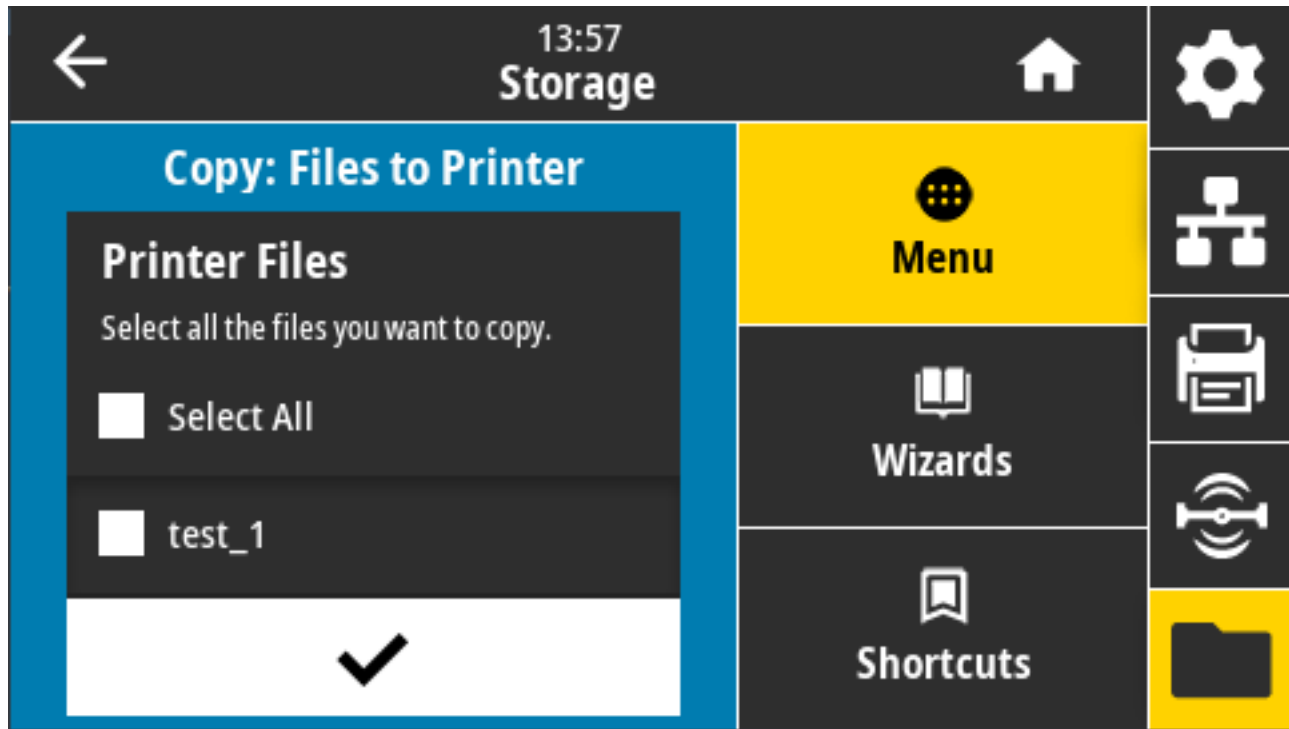 13:57
Storage
Copy: Files to Printer
Printer Files
Select all the files you want to copy.
Select All
test_1
Menu
Wizards
Shortcuts